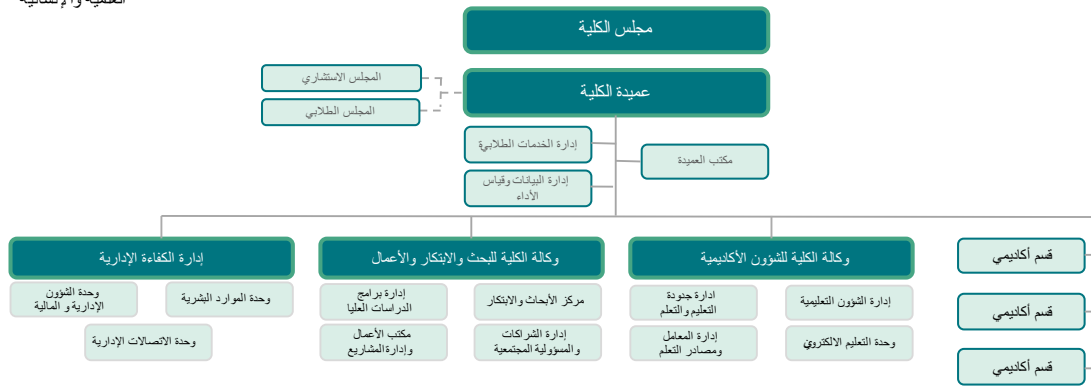 العلمية والإنسانية
مجلس الكلية
عميدة الكلية
المجلس الاستشاري
المجلس الطلابي
مكتب العميدة
إدارة الخدمات الطلابية
إدارة البيانات وقياس
الأداء
قسم أكاديمي
قسم أكاديمي
قسم أكاديمي
وكالة الكلية للشؤون الأكاديمية
إدارة الشؤون التعليمية
ادارة جندودة
التعليم والتعلم
وحدة التعليم الالكتروني
إدارة المعامل
ومصادر التعلم
وكالة الكلية للبحث والابتكار والأعمال
مركز الأبحاث والابتكار
إدارة برامج
الدراسات العليا
إدارة الشراكات
والمسؤولية المجتمعية
مكتب الأعمال
وإدارة المشاريع
إدارة الكفاءة الإدارية
وحدة الموارد البشرية
وحدة الشؤون
الإدارية و المالية
وحدة الاتصالات الإدارية